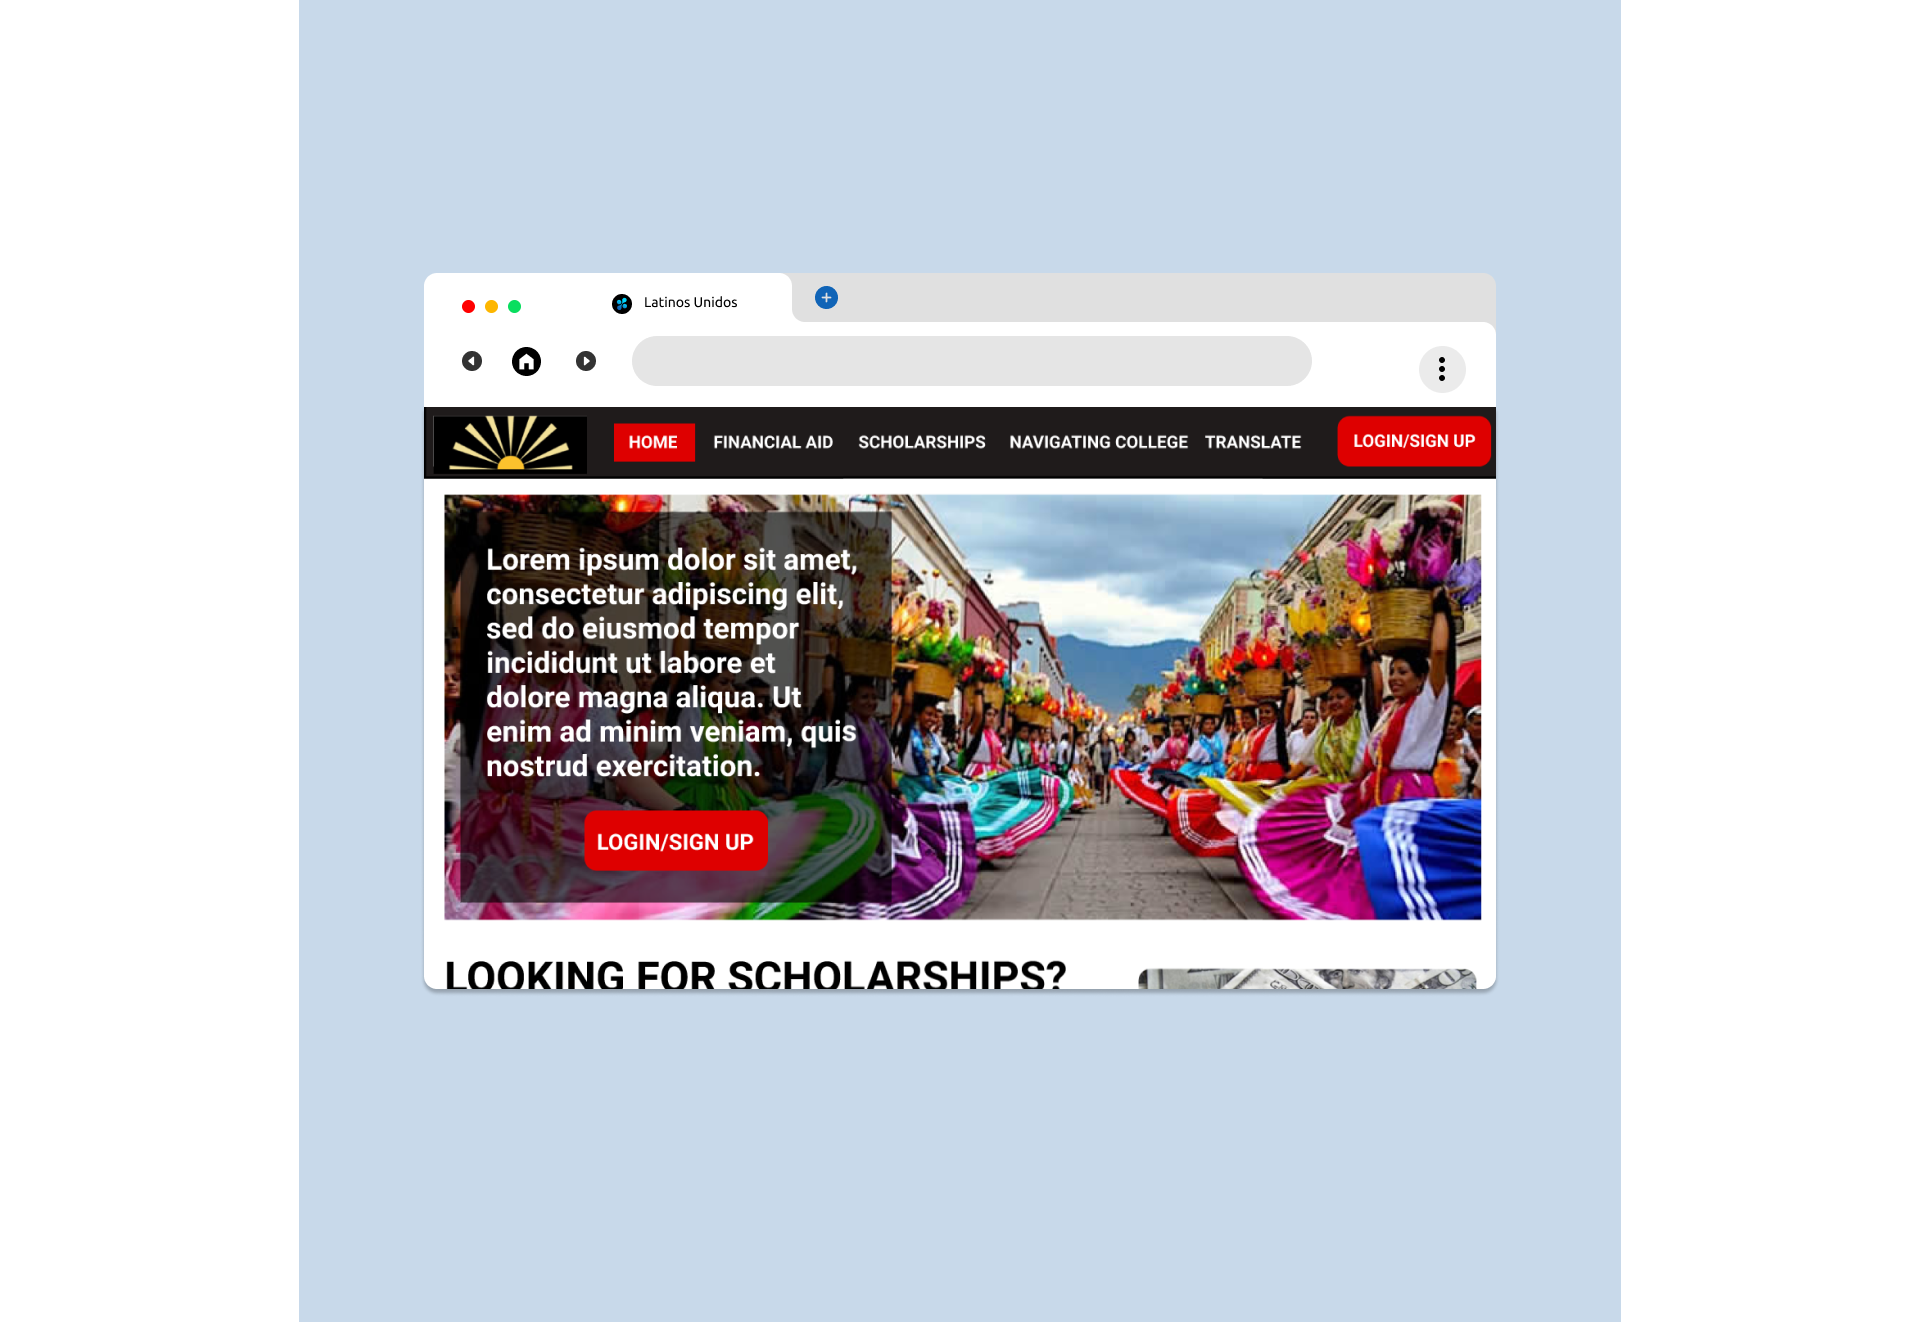 Latinos Unidos
HOME FINANCIAL AID SCHOLARSHIPS NAVIGATING COLLEGE TRANSLATE LOGIN/SIGN UP
Lorem ipsum dolor sit amet,
consectetur adipiscing elit,
sed do eiusmod tempor
incididunt ut labore et
dolore magna aliqua. Ut
enim ad minim veniam, quis
nostrud exercitation.
LOGIN/SIGN UP
LOOKING FOR SCHOLARSHIPS?